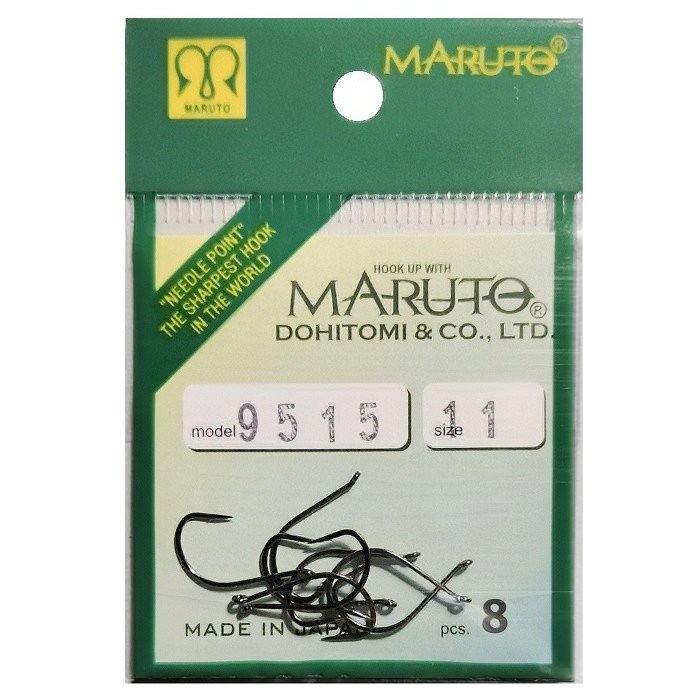 MARUTO
MARUTO®
"NEEDLE POINT"
THE SHARPEST HOOK
IN THE WORLD
HOOK UP WITH
MARUTO®
DOHITOMI & CO., LTD.
model 9515
size 11
MADE IN JAPAN
pcs. 8